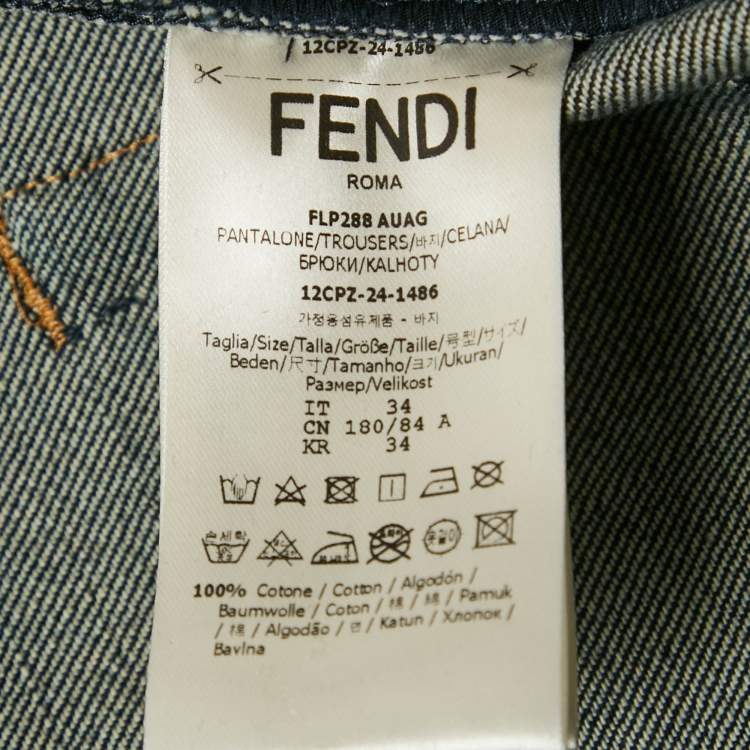 12CPZ-24-1486
FENDI
ROMA
FLP288 AUAG
PANTALONE/TROUSERS/바지/CELANA/
БРЮКИ/KALHOTY
12CPZ-24-1486
가정용섬유제품 - 바지
Taglia/Size/Talla/Größe/Taille/号型/サイズ/
Beden/尺寸/Tamanho/크기/Ukuran/
Размер/Velikost
IT 34
CN 180/84 A
KR 34
손세탁
100% Cotone / Cotton / Algodón /
Baumwolle / Coton / 棉 / 綿 / Pamuk
/ 棉 / Algodão / 면 / Katun / Хлопок /
Bavlna